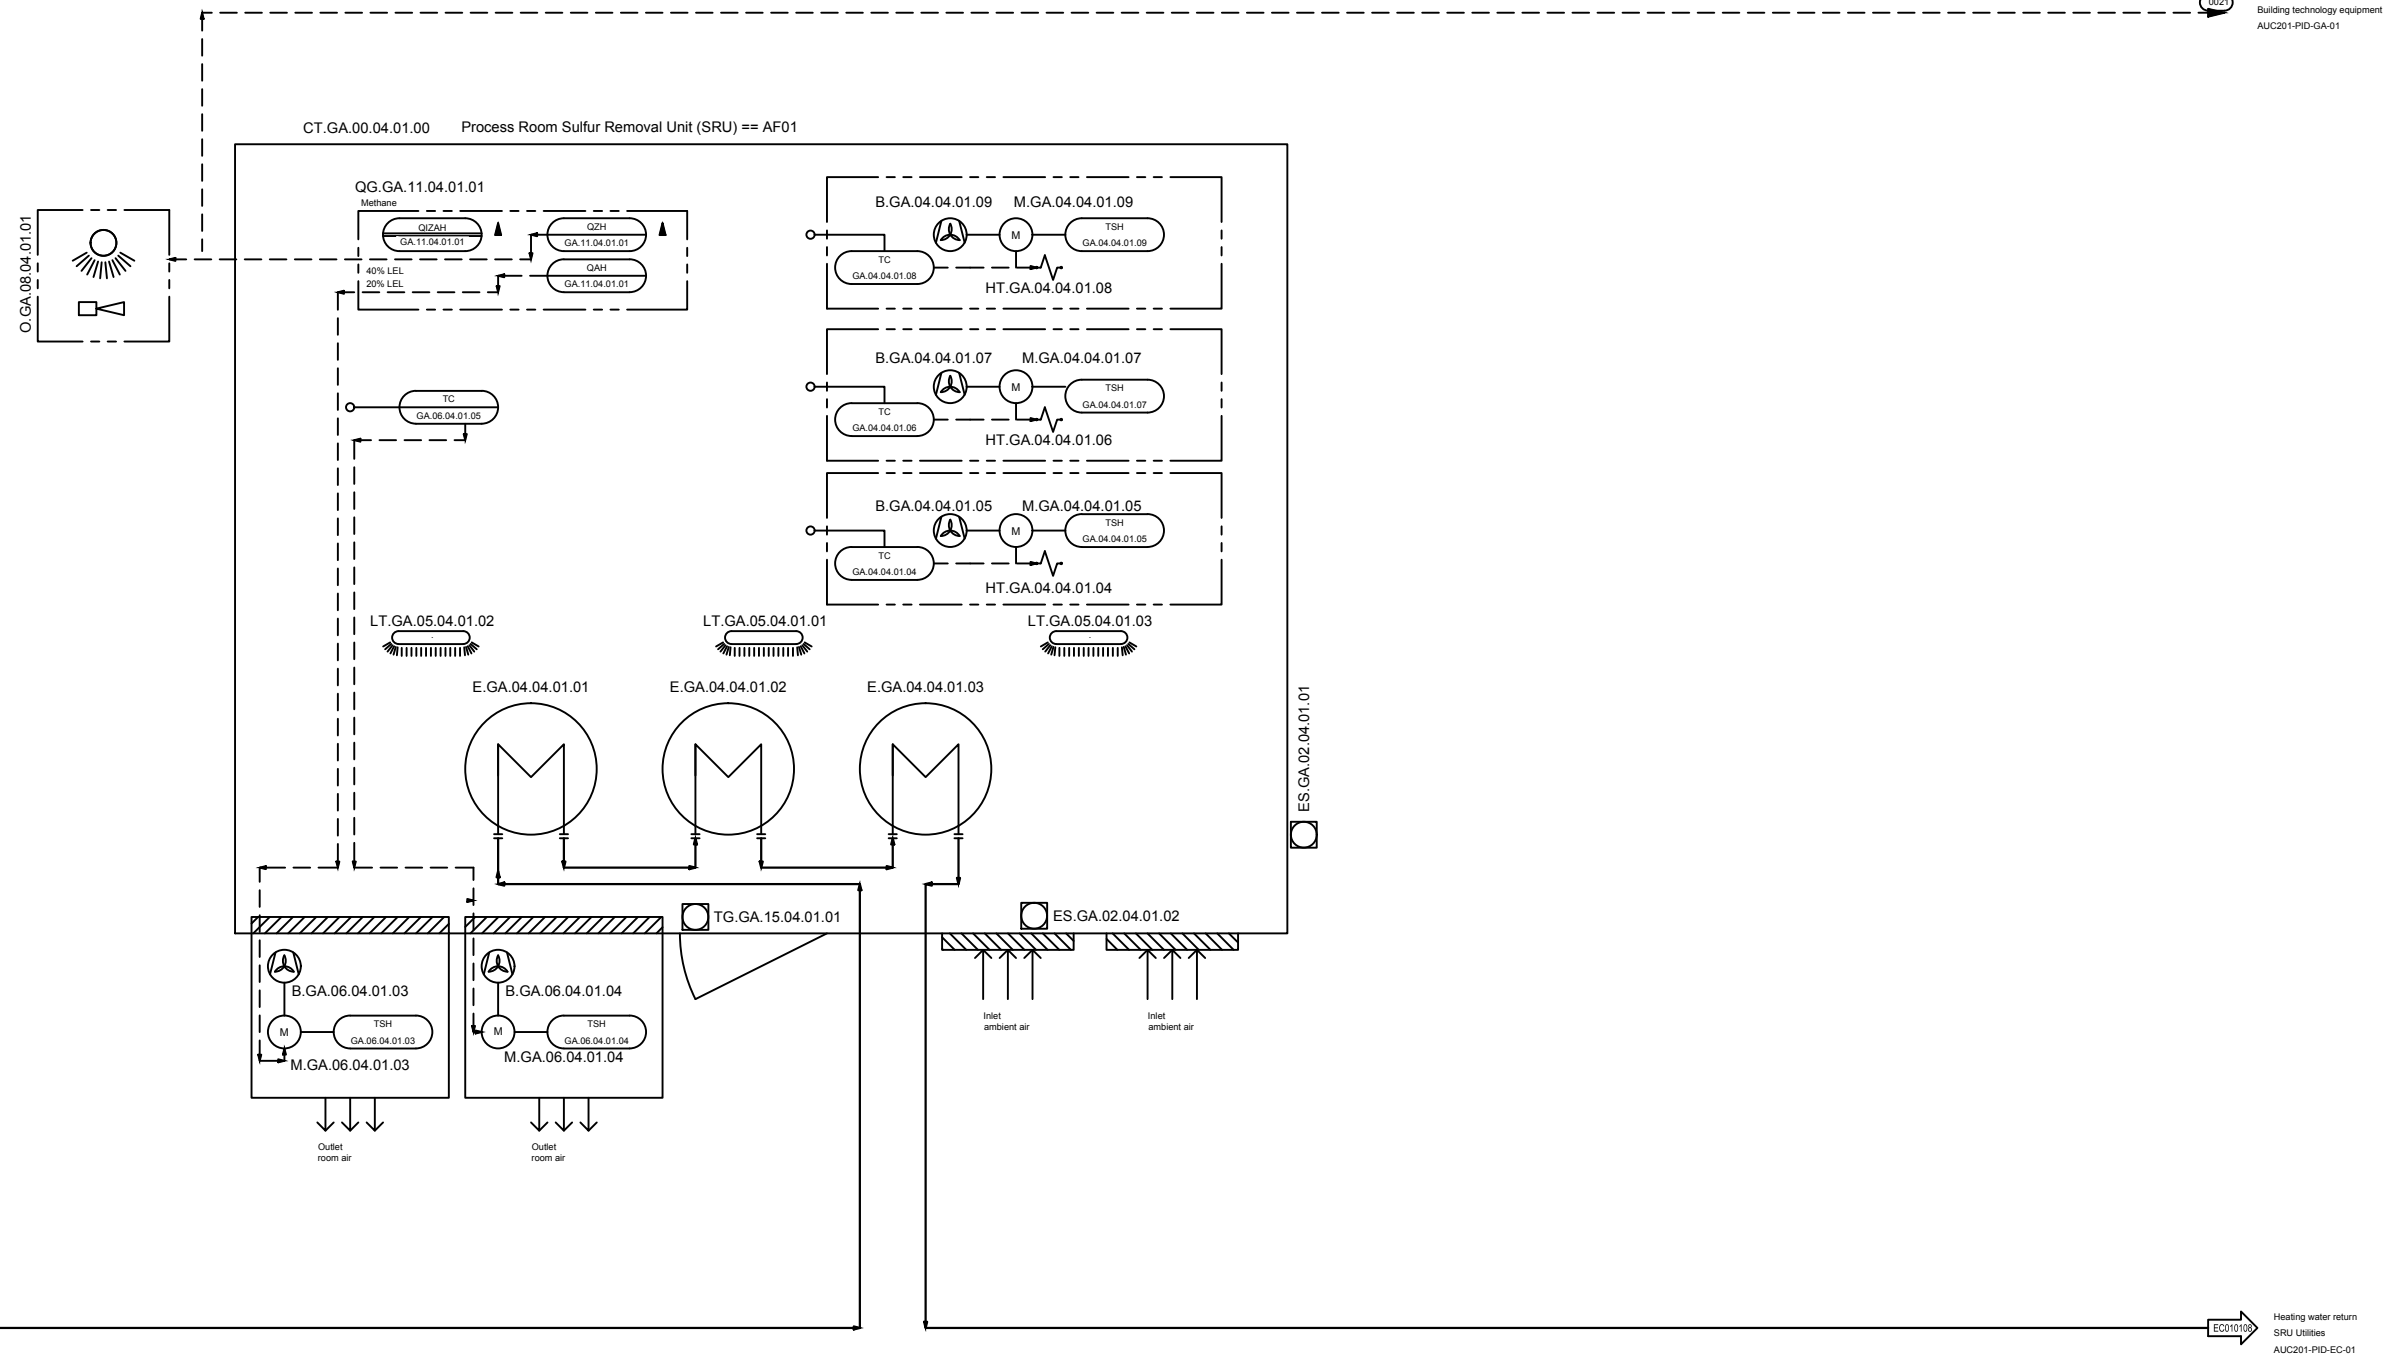 0021
Building technology equipment
AUC201-PID-GA-01
CT.GA.00.04.01.00 Process Room Sulfur Removal Unit (SRU) == AF01
O.GA.08.04.01.01
QG.GA.11.04.01.01
Methane
QIZAH
GA.11.04.01.01
QZH
GA.11.04.01.01
40% LEL
20% LEL
QAH
GA.11.04.01.01
B.GA.04.04.01.09 M.GA.04.04.01.09
M
TSH
GA.04.04.01.09
TC
GA.04.04.01.08
HT.GA.04.04.01.08
B.GA.04.04.01.07 M.GA.04.04.01.07
M
TSH
GA.04.04.01.07
TC
GA.04.04.01.06
HT.GA.04.04.01.06
TC
GA.06.04.01.05
B.GA.04.04.01.05 M.GA.04.04.01.05
M
TSH
GA.04.04.01.05
TC
GA.04.04.01.04
HT.GA.04.04.01.04
LT.GA.05.04.01.02 LT.GA.05.04.01.01 LT.GA.05.04.01.03
E.GA.04.04.01.01 E.GA.04.04.01.02 E.GA.04.04.01.03
ES.GA.02.04.01.01
TG.GA.15.04.01.01 ES.GA.02.04.01.02
B.GA.06.04.01.03
M
TSH
GA.06.04.01.03
M.GA.06.04.01.03
B.GA.06.04.01.04
M
TSH
GA.06.04.01.04
M.GA.06.04.01.04
Inlet
ambient air
Inlet
ambient air
Outlet
room air
Outlet
room air
EC010108
Heating water return
SRU Utilities
AUC201-PID-EC-01